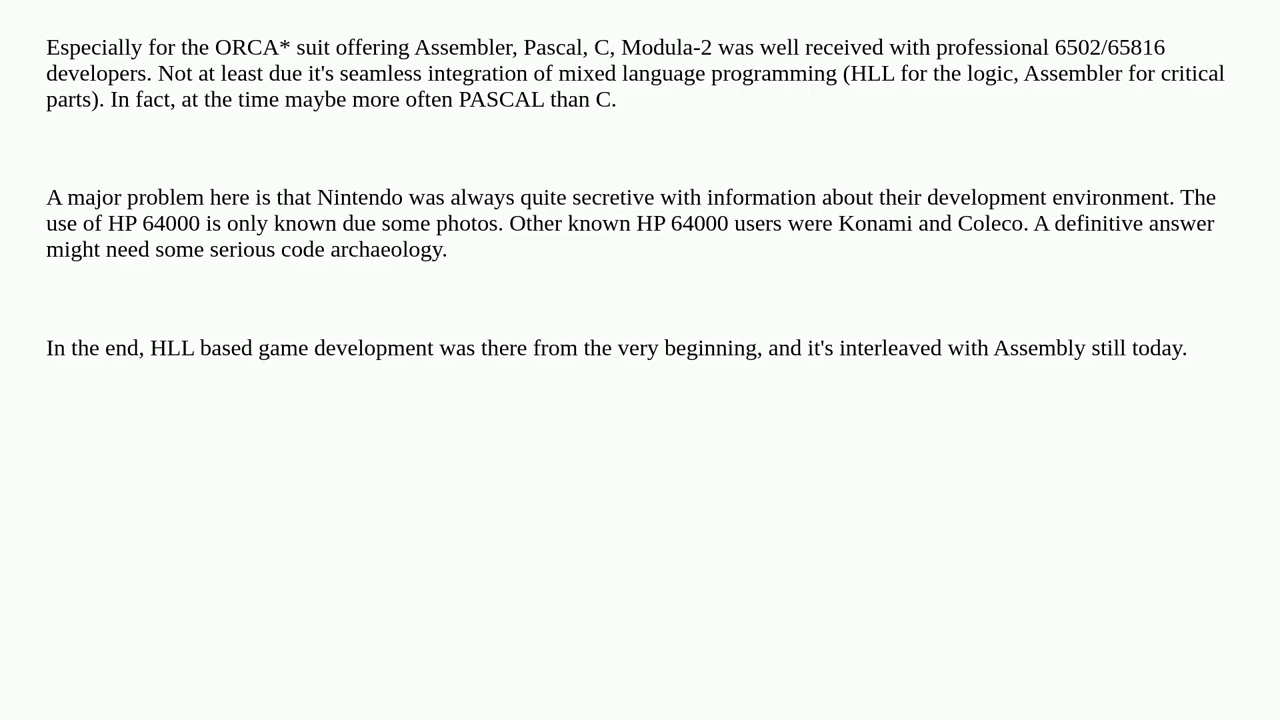 Especially for the ORCA* suit offering Assembler, Pascal, C, Modula-2 was well received with professional 6502/65816
developers. Not at least due it's seamless integration of mixed language programming (HLL for the logic, Assembler for critical
parts). In fact, at the time maybe more often PASCAL than C.
A major problem here is that Nintendo was always quite secretive with information about their development environment. The
use of HP 64000 is only known due some photos. Other known HP 64000 users were Konami and Coleco. A definitive answer
might need some serious code archaeology.
In the end, HLL based game development was there from the very beginning, and it's interleaved with Assembly still today.